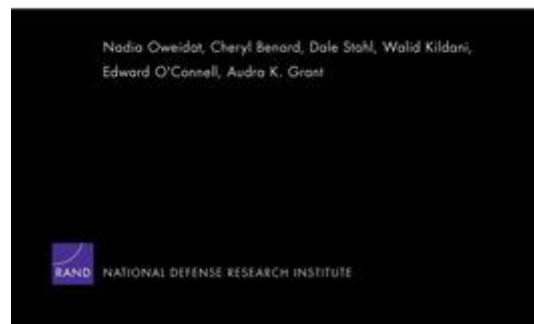 Nadia Oweidat, Cheryl Benard, Dale Stahl, Walid Kildani,
Edward O'Connell, Audra K. Grant
RAND
NATIONAL DEFENSE RESEARCH INSTITUTE